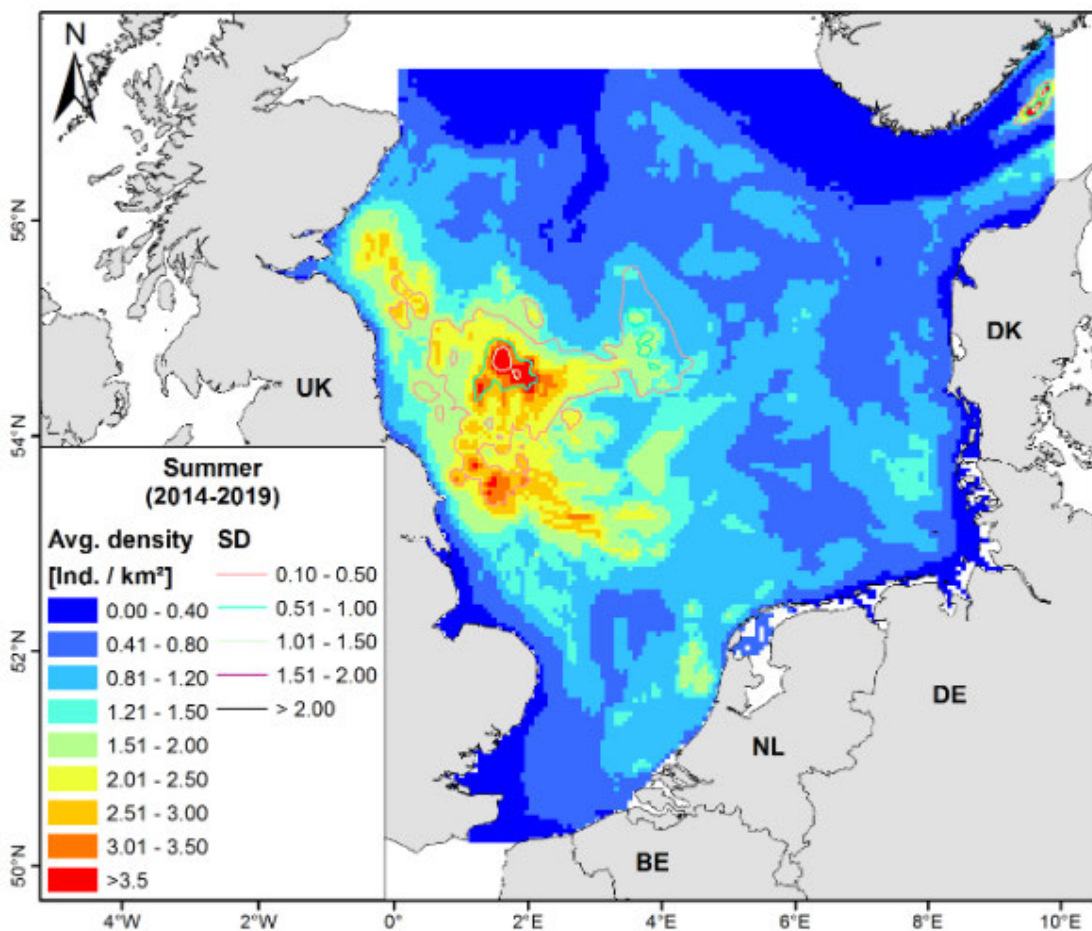 N
56°N
54°N
52°N
50°N
UK
DK
DE
NL
BE
Summer
(2014-2019)
Avg. density SD
[Ind. / km²]
0.00 - 0.40
0.41 - 0.80
0.81 - 1.20
1.21 - 1.50
1.51 - 2.00
2.01 - 2.50
2.51 - 3.00
3.01 - 3.50
>3.5
0.10 - 0.50
0.51 - 1.00
1.01 - 1.50
1.51 - 2.00
> 2.00
4°W 2°W 0° 2°E 4°E 6°E 8°E 10°E